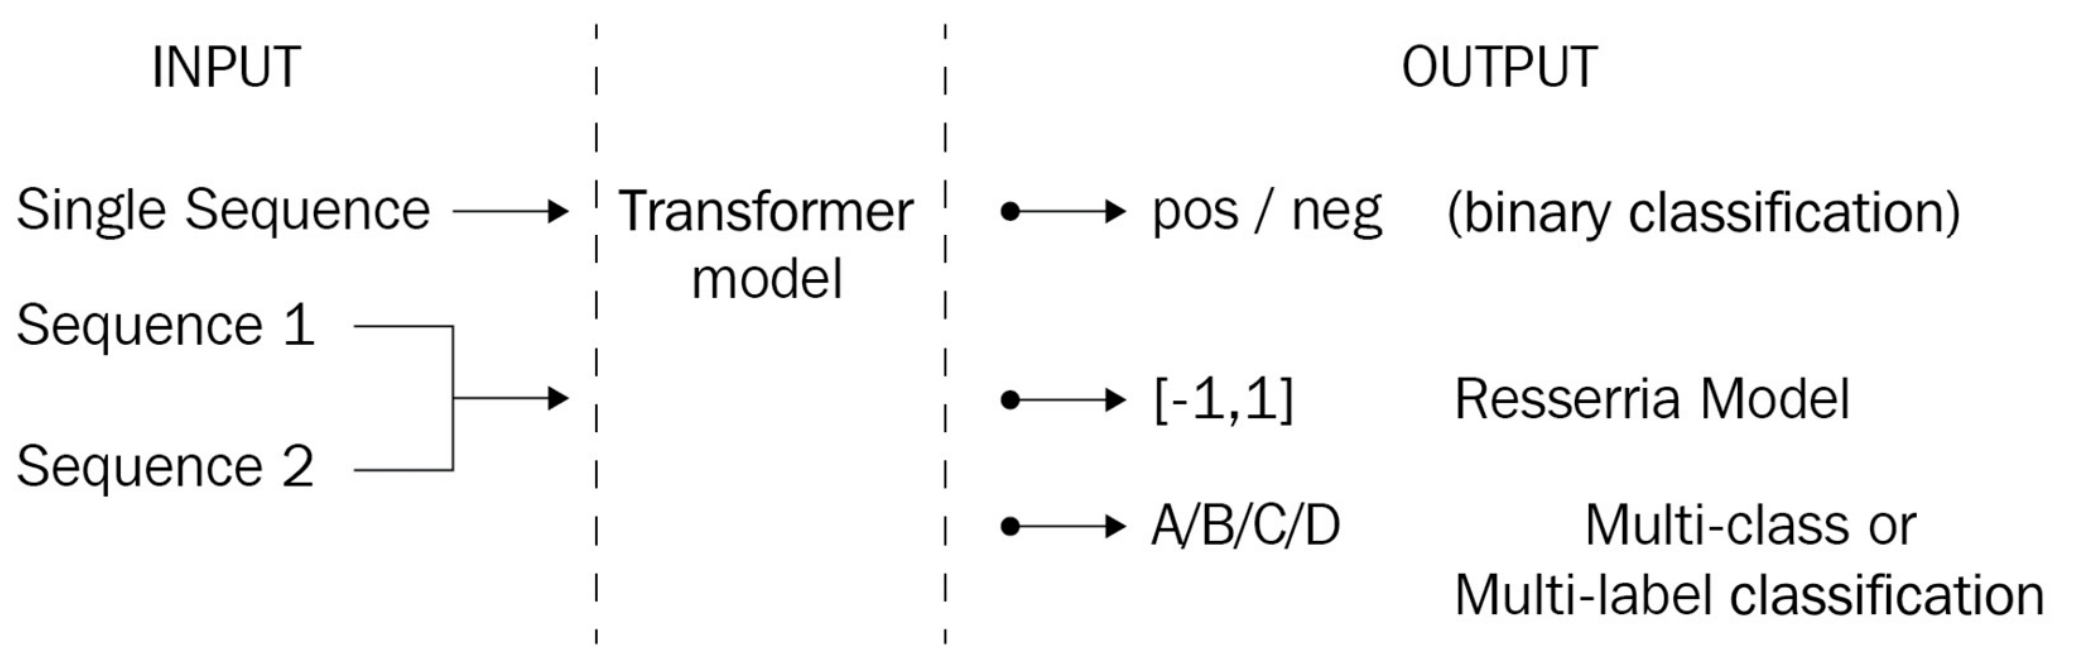 INPUT
OUTPUT
Single Sequence
Transformer
model
pos / neg (binary classification)
Sequence 1
[-1,1] Resserria Model
Sequence 2
A/B/C/D Multi-class or
Multi-label classification